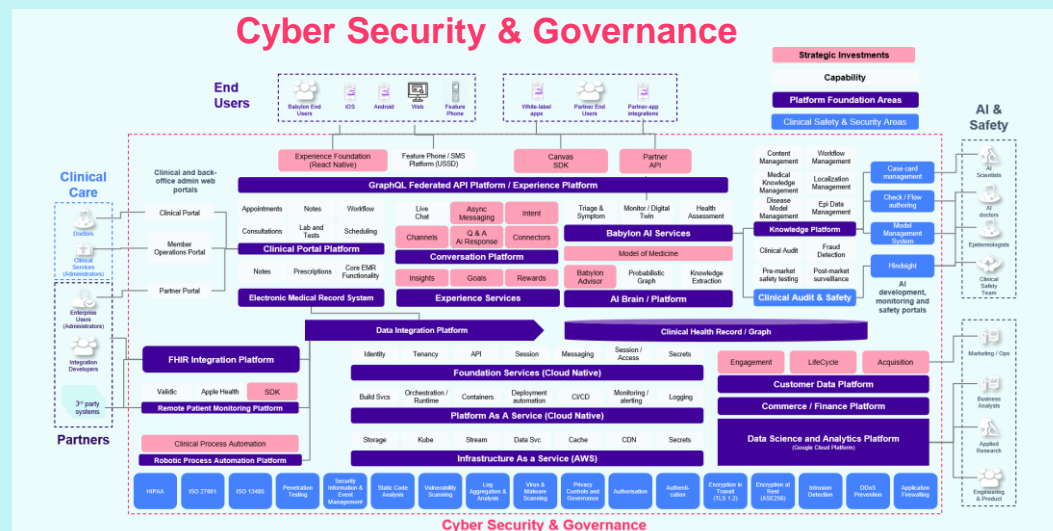 Cyber Security & Governance
Strategic Investments
Capability
Platform Foundation Areas
Clinical Safety & Security Areas
End
Users
Babylon End
Users
iOS
Android
Web
Feature
Phone
White-label
apps
Partner End
Users
Partner-app
integrations
AI &
Safety
Experience Foundation
(React Native)
Feature Phone / SMS
Platform (USSD)
Canvas
SDK
Partner
API
GraphQL Federated API Platform / Experience Platform
Clinical
Care
Doctors
Clinical
Services
(Administrators)
Clinical and back-
office admin web
portals
Clinical Portal
Member
Operations Portal
Partner Portal
Enterprise
Users
(Administrators)
Integration
Developers
3rd party
systems
Partners
Appointments
Notes
Workflow
Consultations
Lab and
Tests
Scheduling
Clinical Portal Platform
Notes
Prescriptions
Core EMR
Functionality
Electronic Medical Record System
Live
Chat
Async
Messaging
Intent
Channels
Q & A
AI Response
Connectors
Conversation Platform
Insights
Goals
Rewards
Experience Services
Triage &
Symptom
Monitor / Digital
Twin
Health
Assessment
Babylon AI Services
Model of Medicine
Babylon
Advisor
Probabilistic
Graph
Knowledge
Extraction
AI Brain / Platform
Content
Management
Workflow
Management
Medical
Knowledge
Management
Localization
Management
Disease
Model
Management
Epi Data
Management
Knowledge Platform
Clinical Audit
Fraud
Detection
Pre-market
safety testing
Post-market
surveillance
Clinical Audit & Safety
Case card
management
Check / Flow
authoring
Model
Management
System
Hindsight
AI
development,
monitoring and
safety portals
AI
Scientists
AI
doctors
Epidemiologists
Clinical
Safety
Team
Data Integration Platform
Clinical Health Record / Graph
FHIR Integration Platform
Validic
Apple Health
SDK
Remote Patient Monitoring Platform
Clinical Process Automation
Robotic Process Automation Platform
Identity
Tenancy
API
Session
Messaging
Session /
Access
Secrets
Foundation Services (Cloud Native)
Build Svcs
Orchestration /
Runtime
Containers
Deployment
automation
CI/CD
Monitoring /
alerting
Logging
Platform As A Service (Cloud Native)
Storage
Kube
Stream
Data Svc
Cache
CDN
Secrets
Infrastructure As a Service (AWS)
Engagement
LifeCycle
Acquisition
Customer Data Platform
Commerce / Finance Platform
Data Science and Analytics Platform
(Google Cloud Platform)
Marketing / Ops
Business
Analysts
Applied
Research
Engineering
& Product
HIPAA
ISO 27001
ISO 13485
Penetration
Testing
Security
Information &
Event
Management
Static Code
Analysis
Vulnerability
Scanning
Log
Aggregation
& Analysis
Virus &
Malware
Scanning
Privacy
Controls and
Governance
Authorisation
Authenti-
cation
Encryption in
Transit
(TLS 1.2)
Encryption at
Rest
(ASE256)
Intrusion
Detection
DDoS
Prevention
Application
Firewalling
Cyber Security & Governance